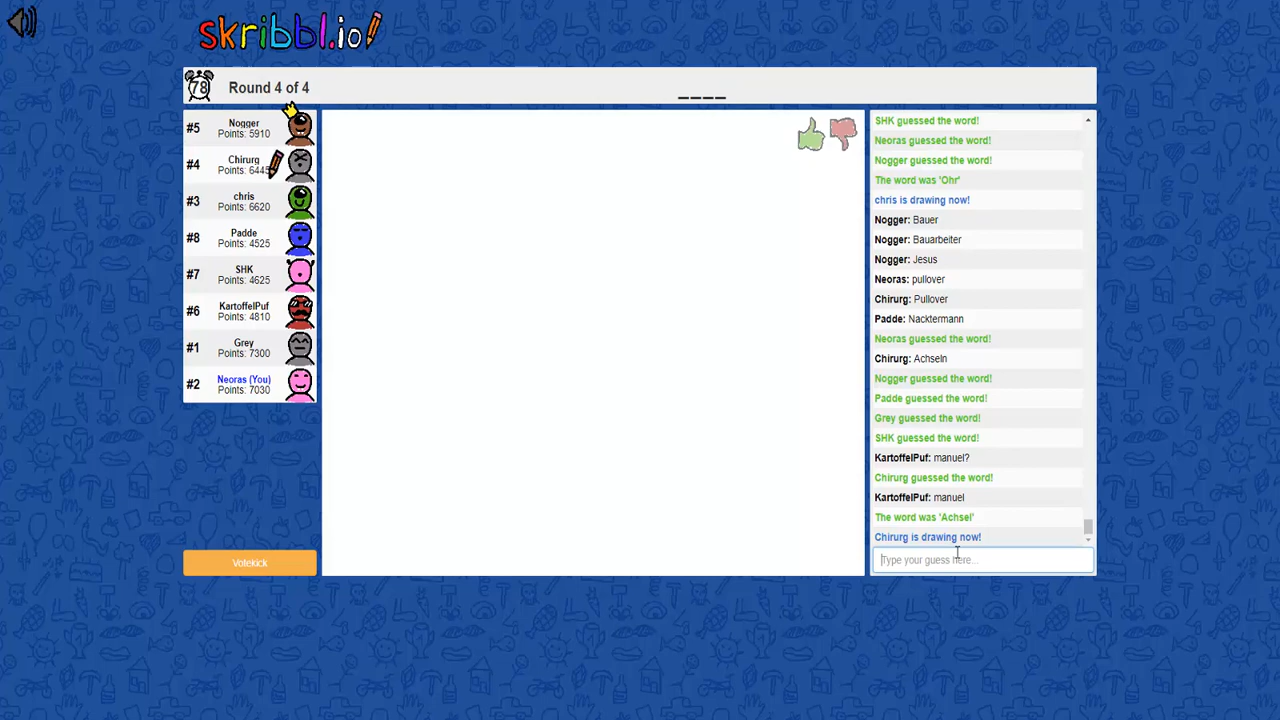 skribbl.io
78
Round 4 of 4
____
#5
Nogger
Points: 5910
#4
Chirurg
Points: 6445
#3
chris
Points: 6620
#8
Padde
Points: 4525
#7
SHK
Points: 4625
#6
KartoffelPuf
Points: 4810
#1
Grey
Points: 7300
#2
Neoras (You)
Points: 7030
Votekick
SHK guessed the word!
Neoras guessed the word!
Nogger guessed the word!
The word was 'Ohr'
chris is drawing now!
Nogger: Bauer
Nogger: Bauarbeiter
Nogger: Jesus
Neoras: pullover
Chirurg: Pullover
Padde: Nacktermann
Neoras guessed the word!
Chirurg: Achseln
Nogger guessed the word!
Padde guessed the word!
Grey guessed the word!
SHK guessed the word!
KartoffelPuf: manuel?
Chirurg guessed the word!
KartoffelPuf: manuel
The word was 'Achsel'
Chirurg is drawing now!
Type your guess here...